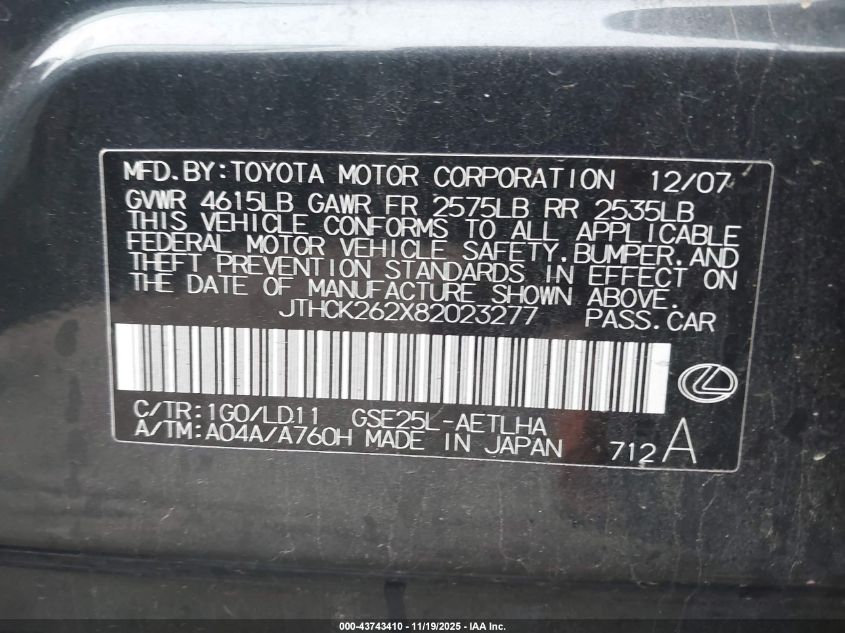 MFD.BY:TOYOTA MOTOR CORPORATION 12/07
GVWR 4615LB GAWR FR 2575LB RR 2535LB
THIS VEHICLE CONFORMS TO ALL APPLICABLE
FEDERAL MOTOR VEHICLE SAFETY.BUMPER.AND
THEFT PREVENTION STANDARDS IN EFFECT ON
THE DATE OF MANUFACTURE SHOWN ABOVE.
JTHCK262X82023277 PASS.CAR
C/TR:1G0/LD11 GSE25L-AETLHA
A/TM:A04A/A760H MADE IN JAPAN 712A
000-43743410 - 11/19/2025 - IAA Inc.